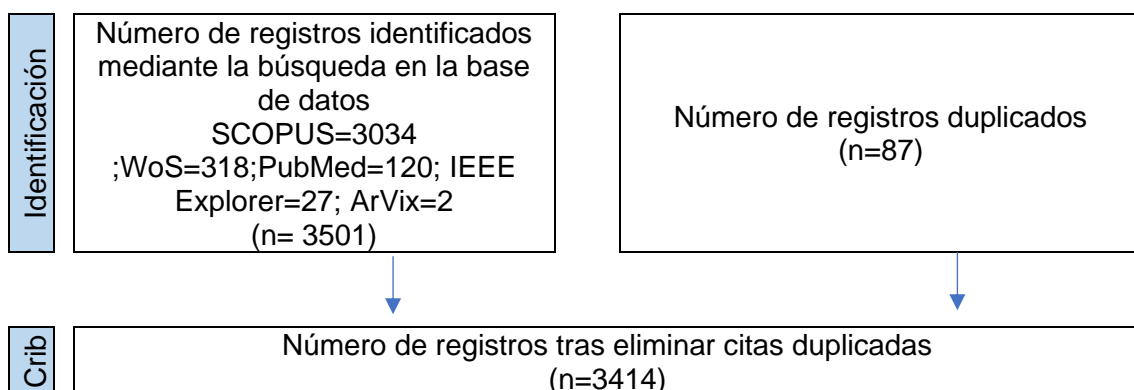 Identificación
Número de registros identificados
mediante la búsqueda en la base
de datos
SCOPUS=3034
;WoS=318;PubMed=120; IEEE
Explorer=27; ArVix=2
(n= 3501)
Número de registros duplicados
(n=87)
Crib
Número de registros tras eliminar citas duplicadas
(n=3414)